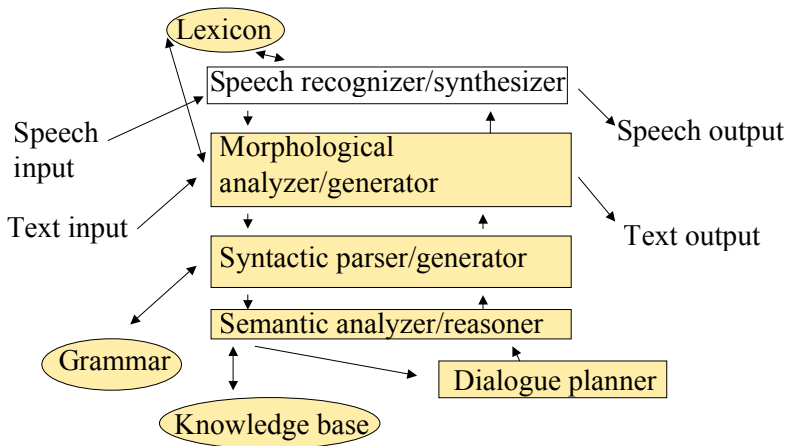 Lexicon
Speech recognizer/synthesizer
Speech
input
Speech output
Morphological
analyzer/generator
Text input
Text output
Syntactic parser/generator
Semantic analyzer/reasoner
Grammar
Dialogue planner
Knowledge base